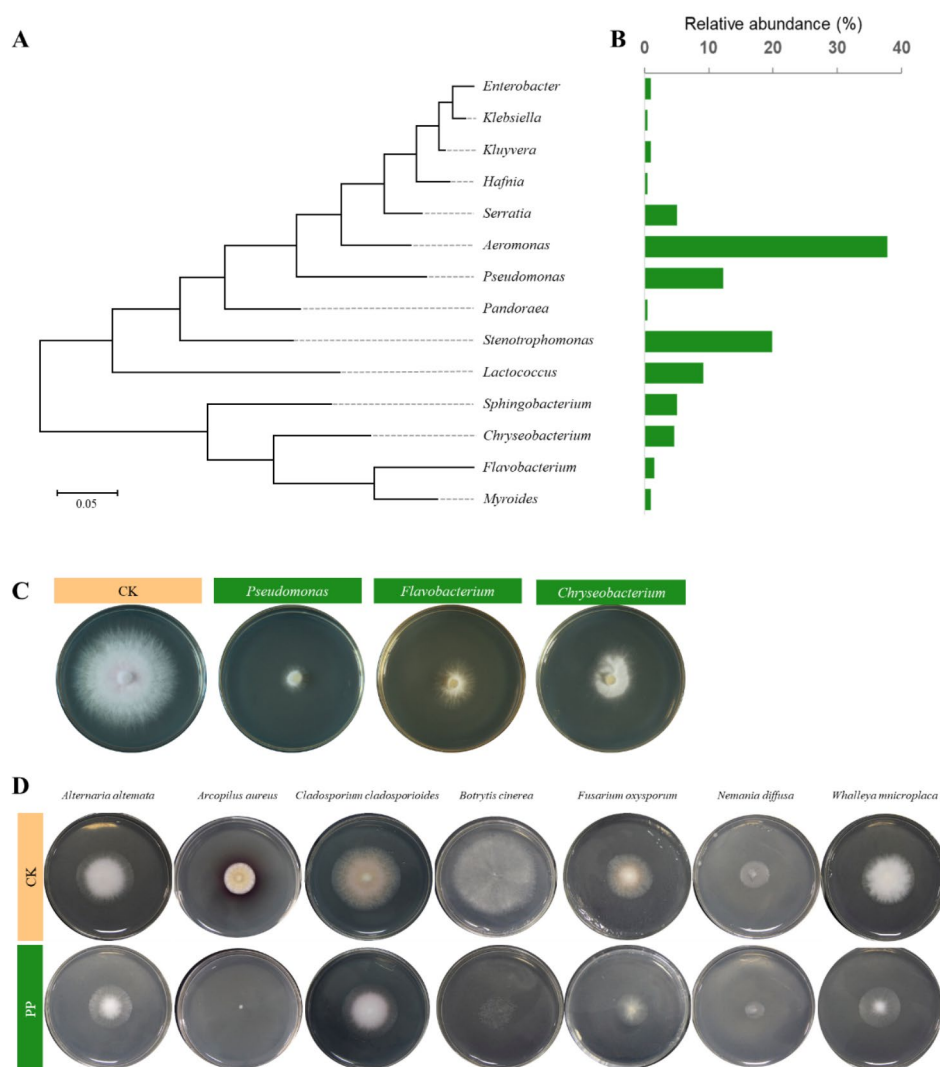 A
B
Relative abundance (%)
0 10 20 30 40
Enterobacter
Klebsiella
Kluyvera
Hafnia
Serratia
Aeromonas
Pseudomonas
Pandoraea
Stenotrophomonas
Lactococcus
Sphingobacterium
Chryseobacterium
Flavobacterium
Myroides
0.05
C
CK Pseudomonas Flavobacterium Chryseobacterium
D
Alternaria altemata Arcopilus aureus Cladosporium cladosporioides Botrytis cinerea Fusarium oxysporum Nemania diffusa Whalleya mnicroplaca
CK
PP